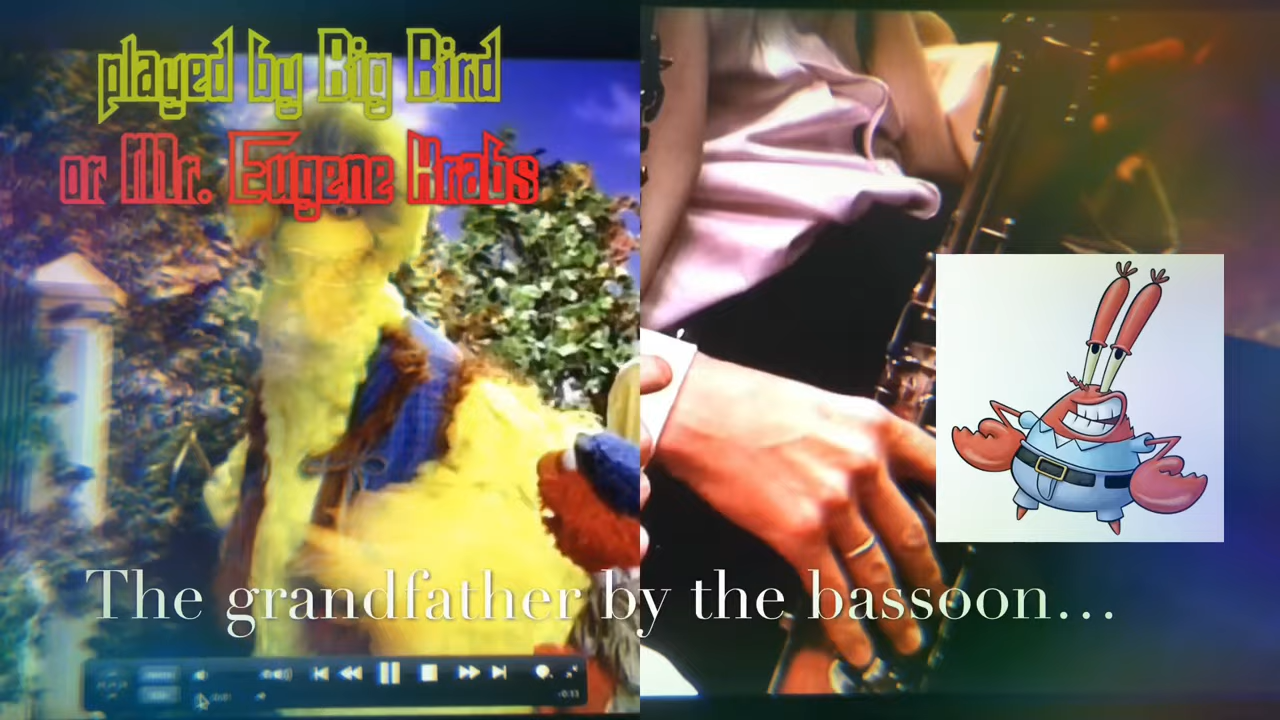 played by Big Bird
or Mr. Eugene Krabs
The grandfather by the bassoon...